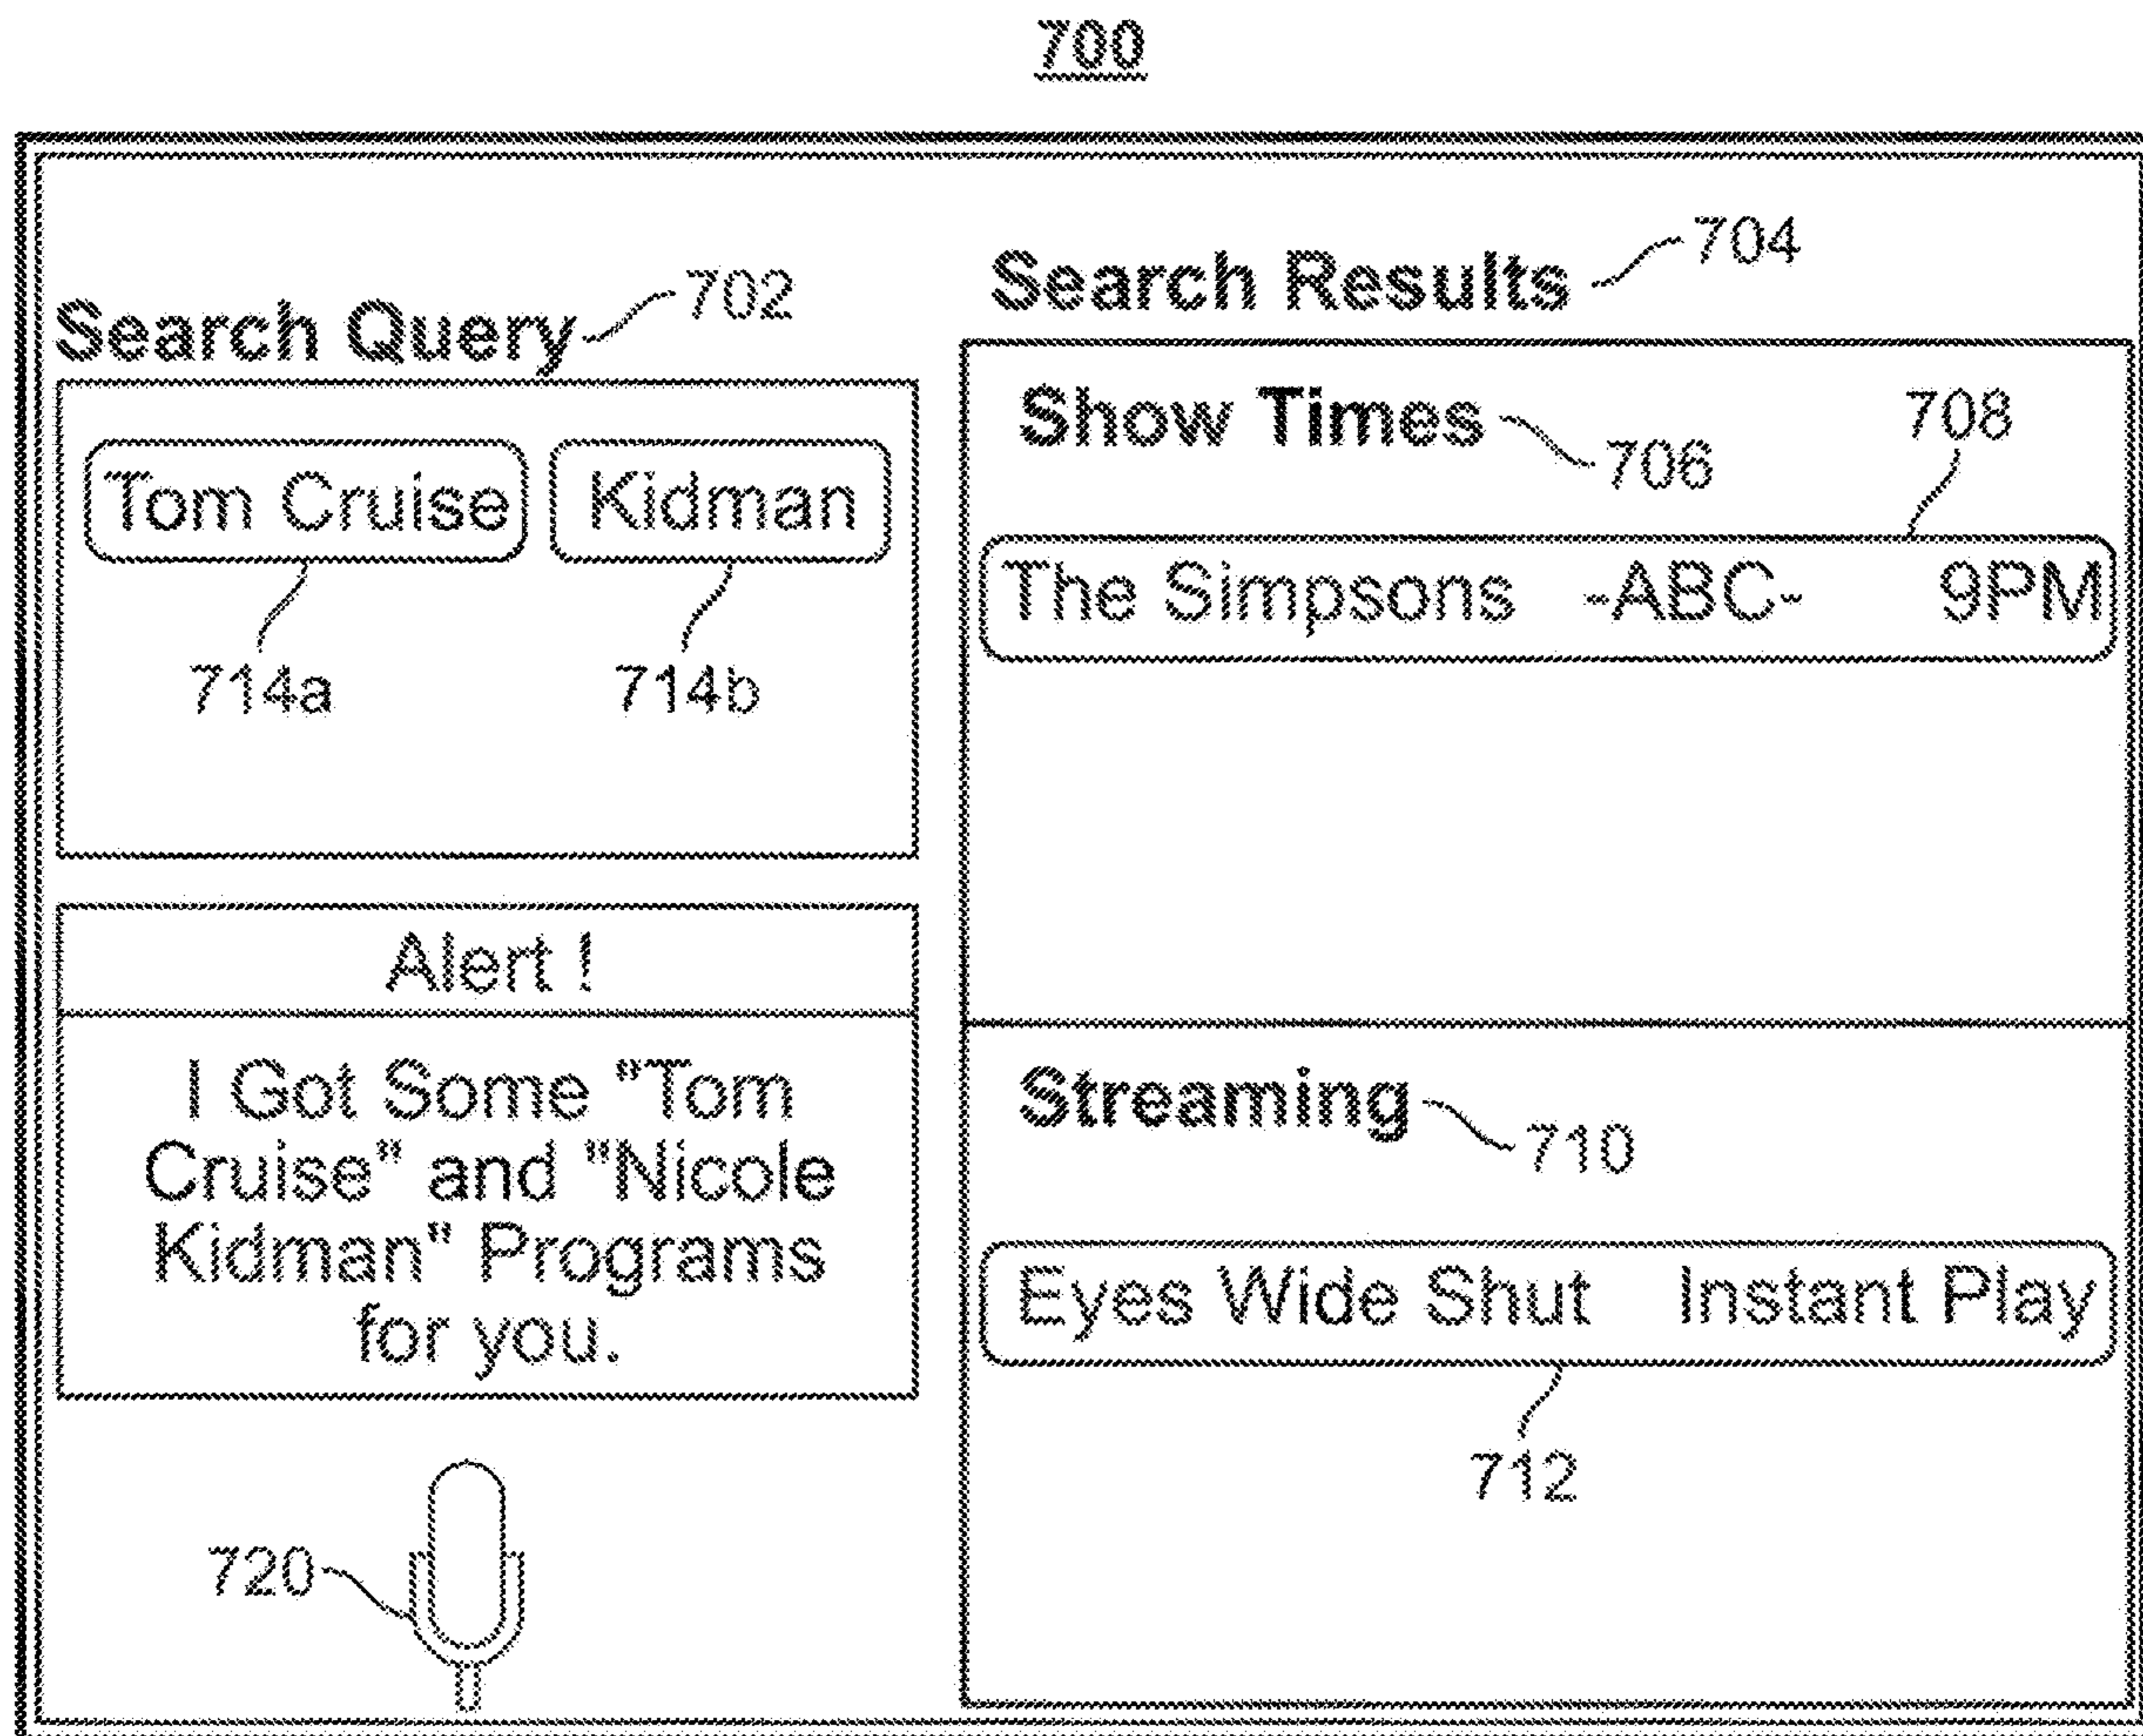 700
Search Query 702
Tom Cruise Kidman
714a 714b
Alert !
I Got Some "Tom
Cruise" and "Nicole
Kidman" Programs
for you.
720
Search Results 704
Show Times 706
708
The Simpsons -ABC- 9PM
Streaming 710
Eyes Wide Shut Instant Play
712